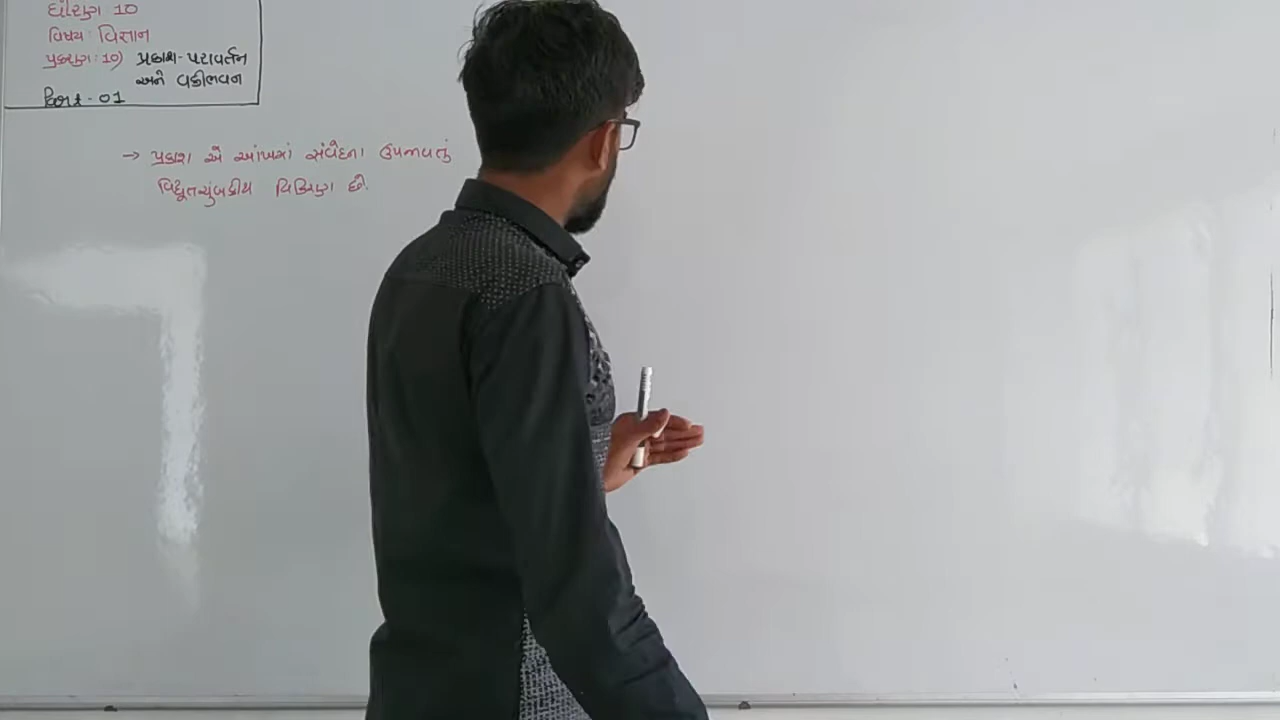 ધોરણ 10
વિષય: વિજ્ઞાન
પ્રકરણ: 10) પ્રકાશ-પરાવર્તન
અને વક્રીભવન
વિભાગ - 01
→ પ્રકાશ એ આંખમાં સંવેદના ઉપજાવતું
વિદ્યુતચુંબકીય વિકિરણ છે.